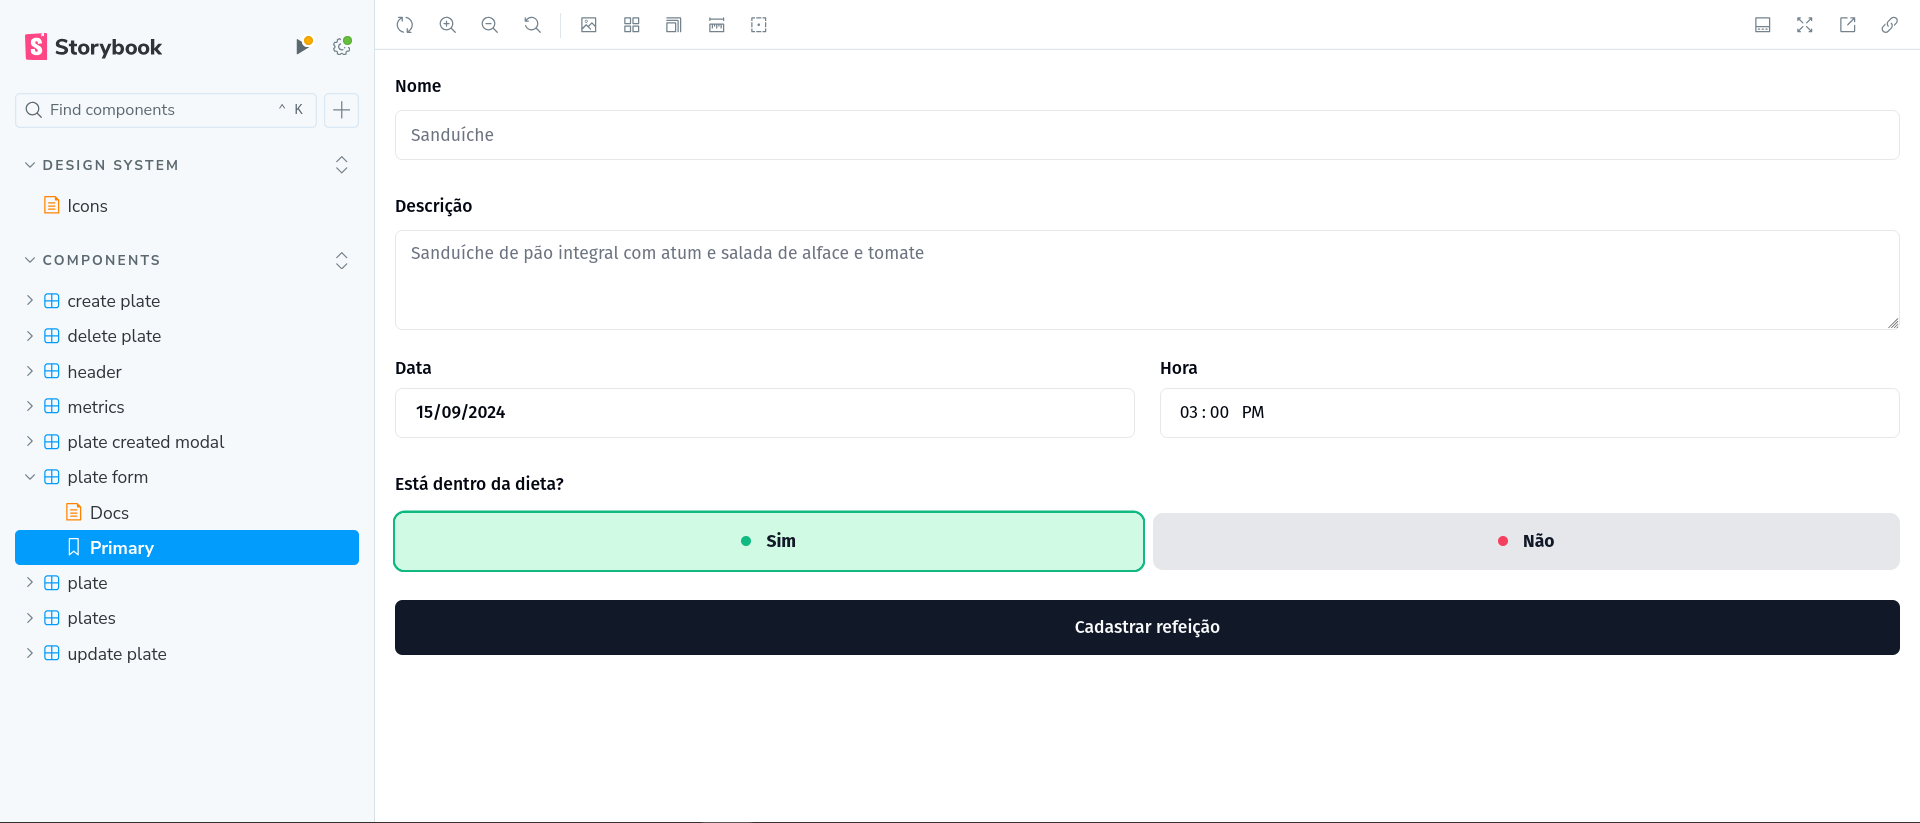 Storybook
Find components
^ K
DESIGN SYSTEM
Icons
COMPONENTS
create plate
delete plate
header
metrics
plate created modal
plate form
Docs
Primary
plate
plates
update plate
Nome
Sanduíche
Descrição
Sanduíche de pão integral com atum e salada de alface e tomate
Data
Hora
15/09/2024
03 : 00 PM
Está dentro da dieta?
Sim
Não
Cadastrar refeição